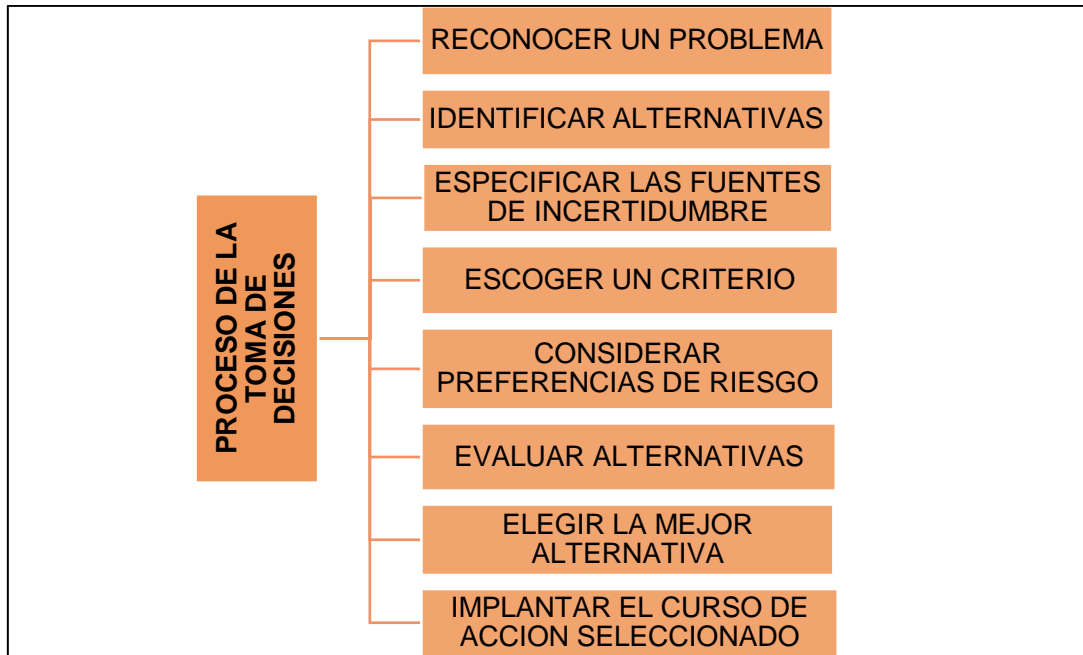 PROCESO DE LA
TOMA DE
DECISIONES
RECONOCER UN PROBLEMA
IDENTIFICAR ALTERNATIVAS
ESPECIFICAR LAS FUENTES
DE INCERTIDUMBRE
ESCOGER UN CRITERIO
CONSIDERAR
PREFERENCIAS DE RIESGO
EVALUAR ALTERNATIVAS
ELEGIR LA MEJOR
ALTERNATIVA
IMPLANTAR EL CURSO DE
ACCION SELECCIONADO